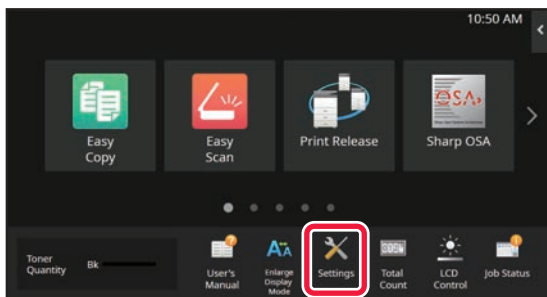 10:50 AM
Easy
Copy
Easy
Scan
Print Release
OSA
Sharp OSA
Toner
Quantity
Bk
User's
Manual
Enlarge
Display
Mode
Settings
Total
Count
LCD
Control
Job Status